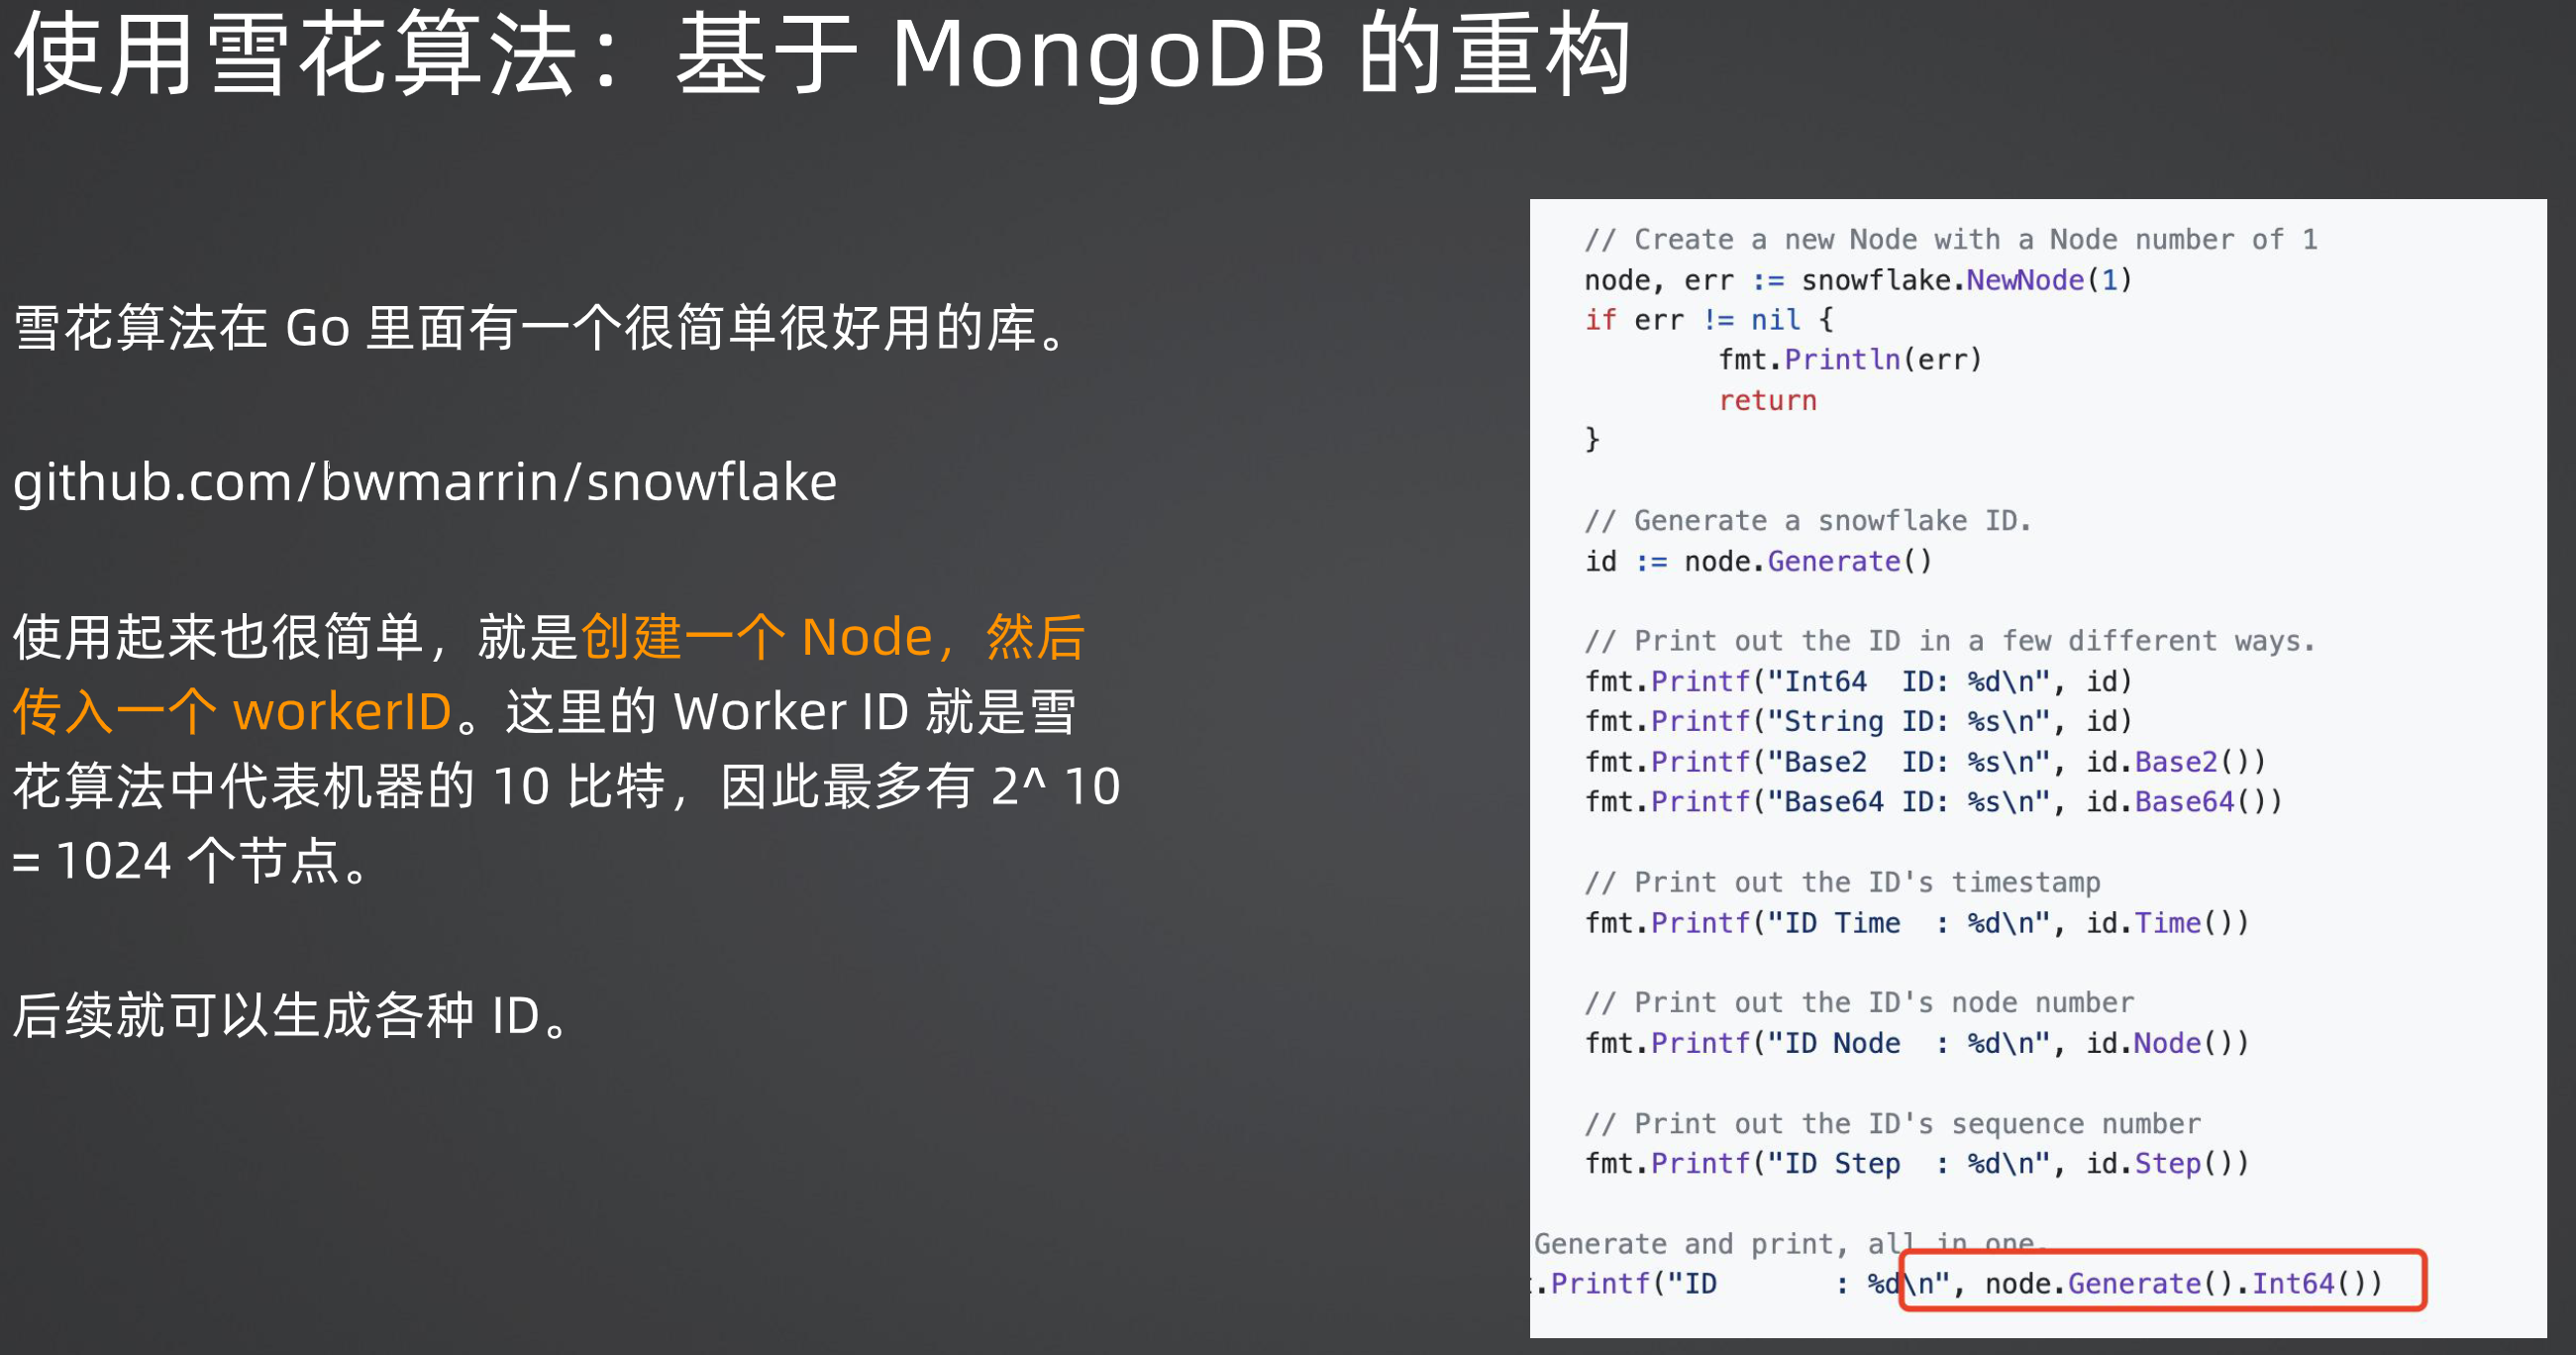 使用雪花算法：基于 MongoDB 的重构
雪花算法在 Go 里面有一个很简单很好用的库。
github.com/bwmarrin/snowflake
使用起来也很简单，就是创建一个 Node，然后
传入一个 workerID。这里的 Worker ID 就是雪
花算法中代表机器的 10 比特，因此最多有 2^ 10
= 1024 个节点。
后续就可以生成各种 ID。
// Create a new Node with a Node number of 1
node, err := snowflake.NewNode(1)
if err != nil {
        fmt.Println(err)
        return
}
// Generate a snowflake ID.
id := node.Generate()
// Print out the ID in a few different ways.
fmt.Printf("Int64  ID: %d\n", id)
fmt.Printf("String ID: %s\n", id)
fmt.Printf("Base2  ID: %s\n", id.Base2())
fmt.Printf("Base64 ID: %s\n", id.Base64())
// Print out the ID's timestamp
fmt.Printf("ID Time  : %d\n", id.Time())
// Print out the ID's node number
fmt.Printf("ID Node  : %d\n", id.Node())
// Print out the ID's sequence number
fmt.Printf("ID Step  : %d\n", id.Step())
Generate and print, all in one.
.Printf("ID       : %d\n", node.Generate().Int64())